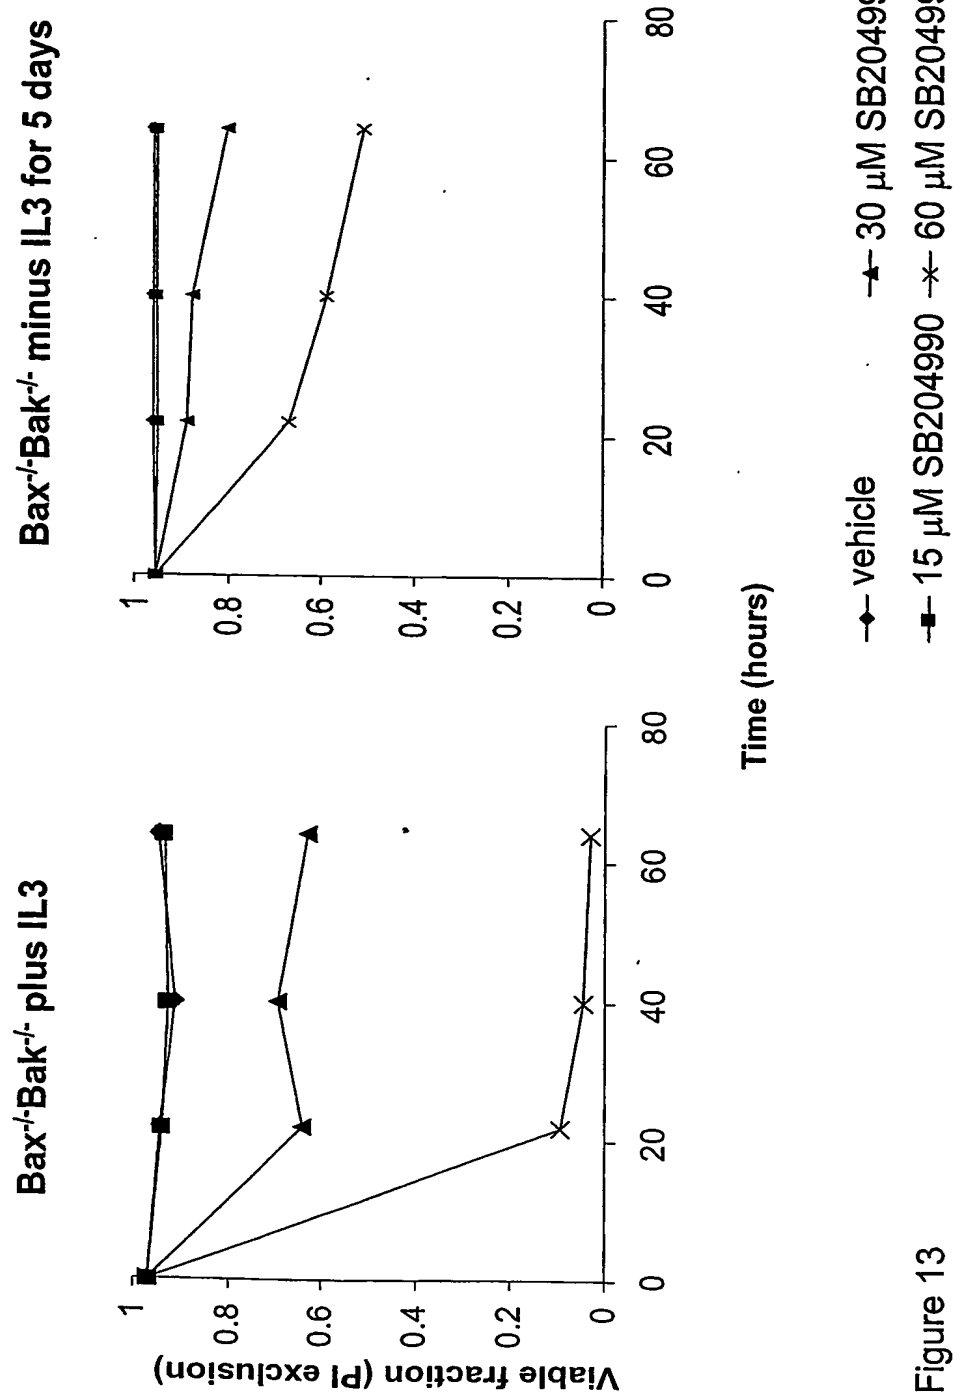 Bax-/-Bak-/- plus IL3
Bax-/-Bak-/- minus IL3 for 5 days
Viable fraction (PI exclusion)
1
0.8
0.6
0.4
0.2
0
0
20
40
60
80
1
0.8
0.6
0.4
0.2
0
0
20
40
60
80
Time (hours)
vehicle
30 µM SB20499
15 µM SB204990
60 µM SB20499
Figure 13